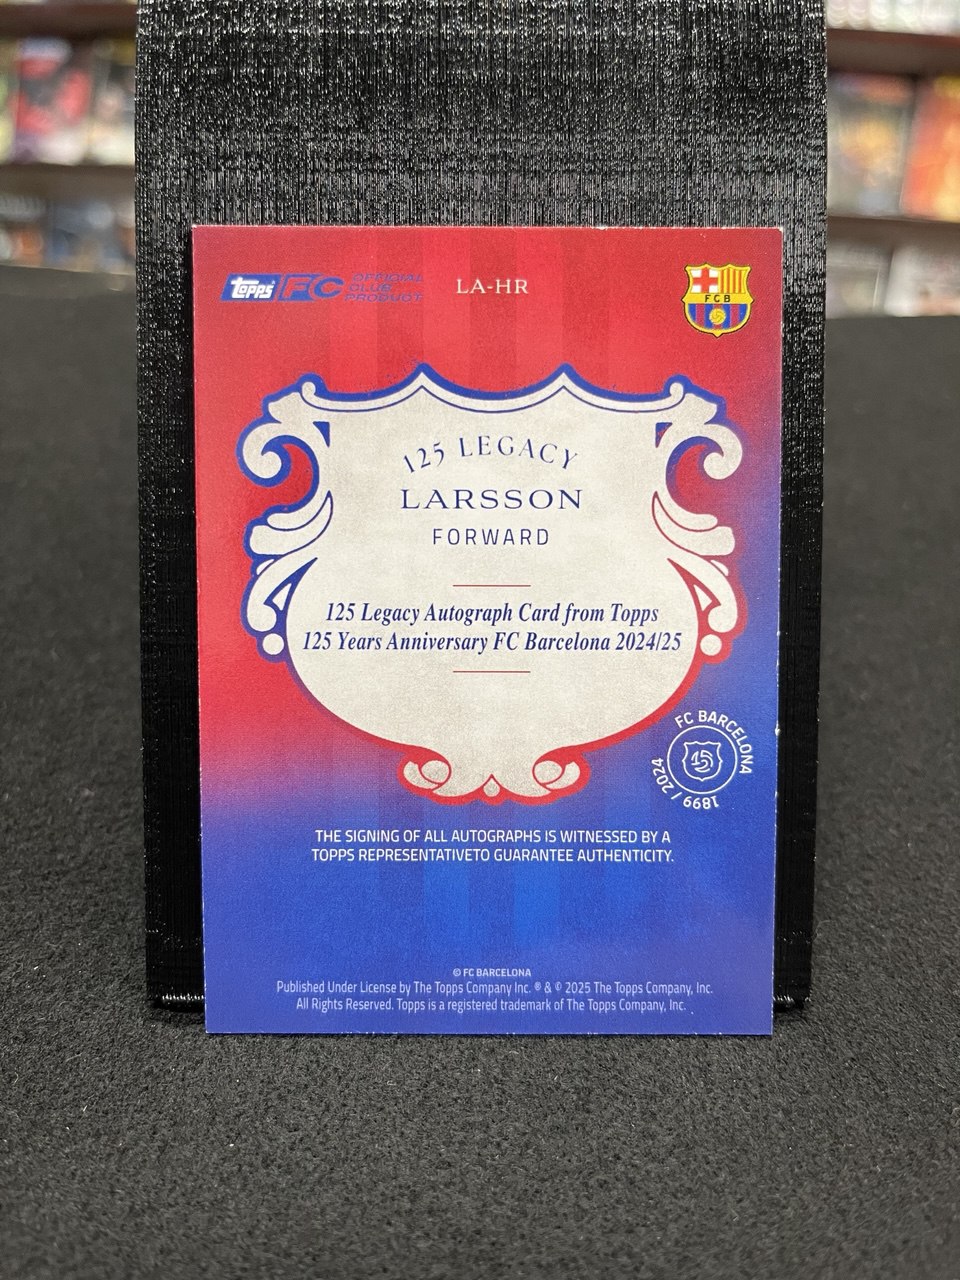 Topps FC OFFICIAL CLUB PRODUCT
LA-HR
FCB
125 LEGACY
LARSSON
FORWARD
125 Legacy Autograph Card from Topps
125 Years Anniversary FC Barcelona 2024/25
FC BARCELONA
1899 / 2024
125
THE SIGNING OF ALL AUTOGRAPHS IS WITNESSED BY A
TOPPS REPRESENTATIVETO GUARANTEE AUTHENTICITY.
© FC BARCELONA
Published Under License by The Topps Company Inc. ® & © 2025 The Topps Company, Inc.
All Rights Reserved. Topps is a registered trademark of The Topps Company, Inc.